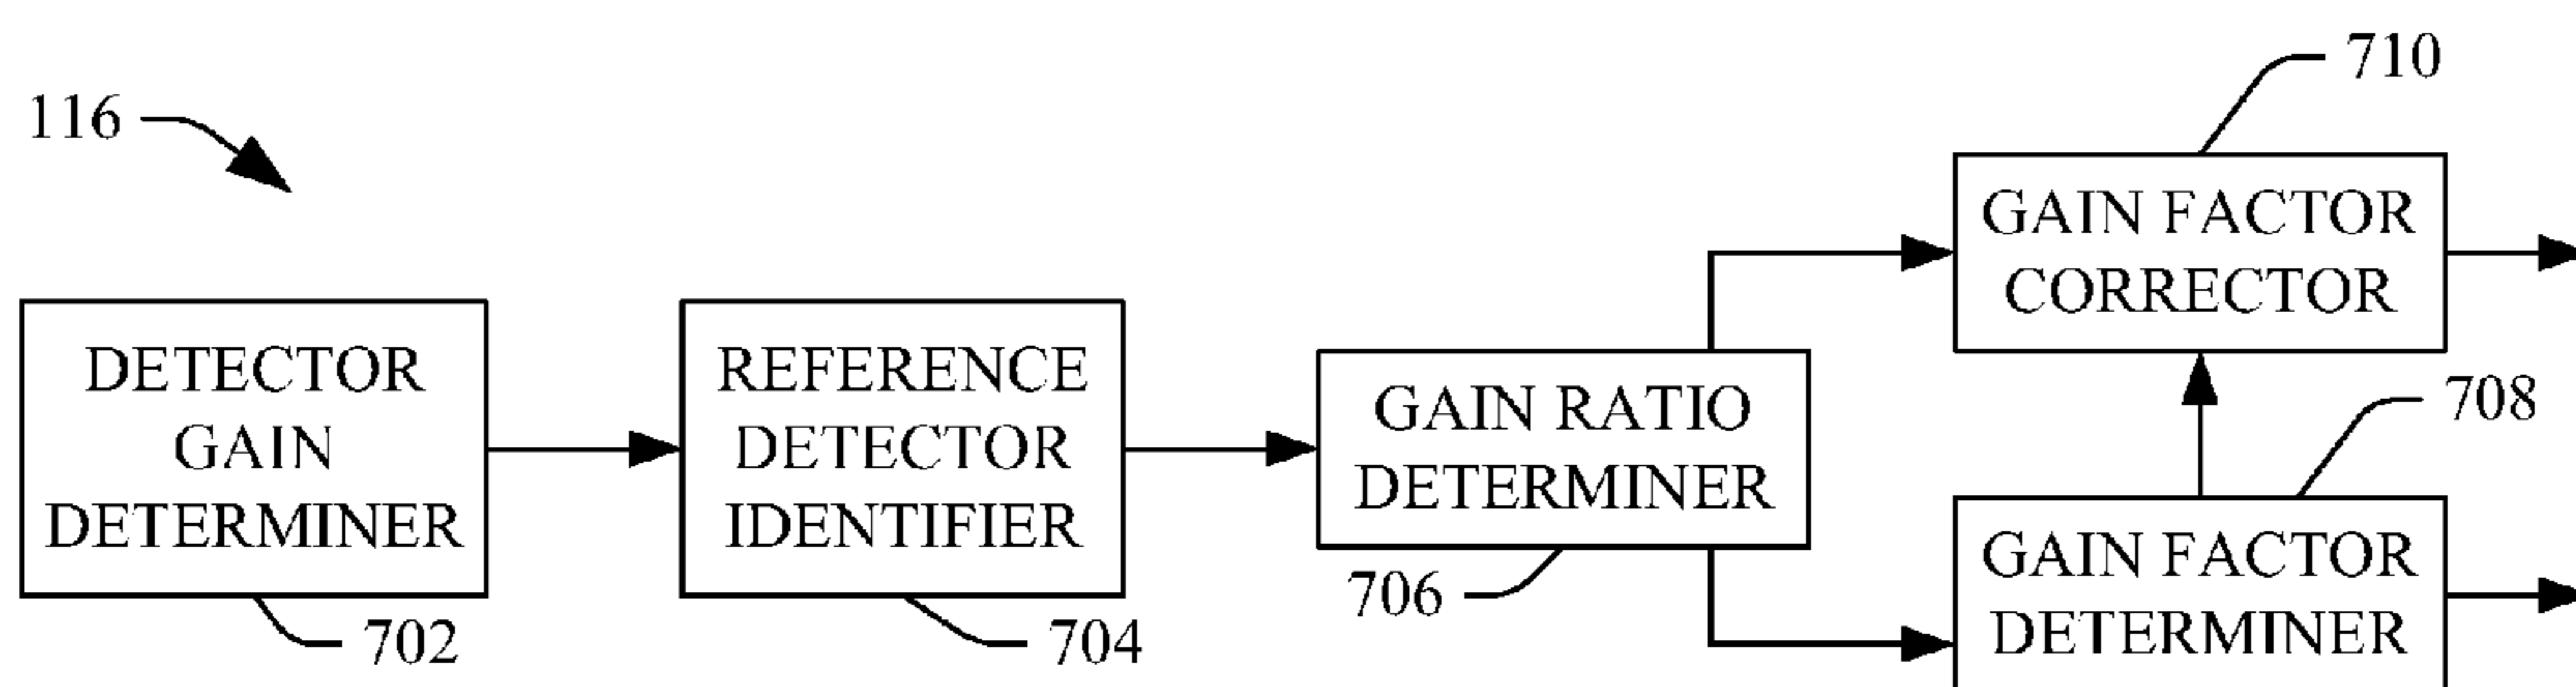 710
116
GAIN FACTOR
CORRECTOR
DETECTOR
GAIN
DETERMINER
REFERENCE
DETECTOR
IDENTIFIER
GAIN RATIO
DETERMINER
708
706
GAIN FACTOR
DETERMINER
702
704